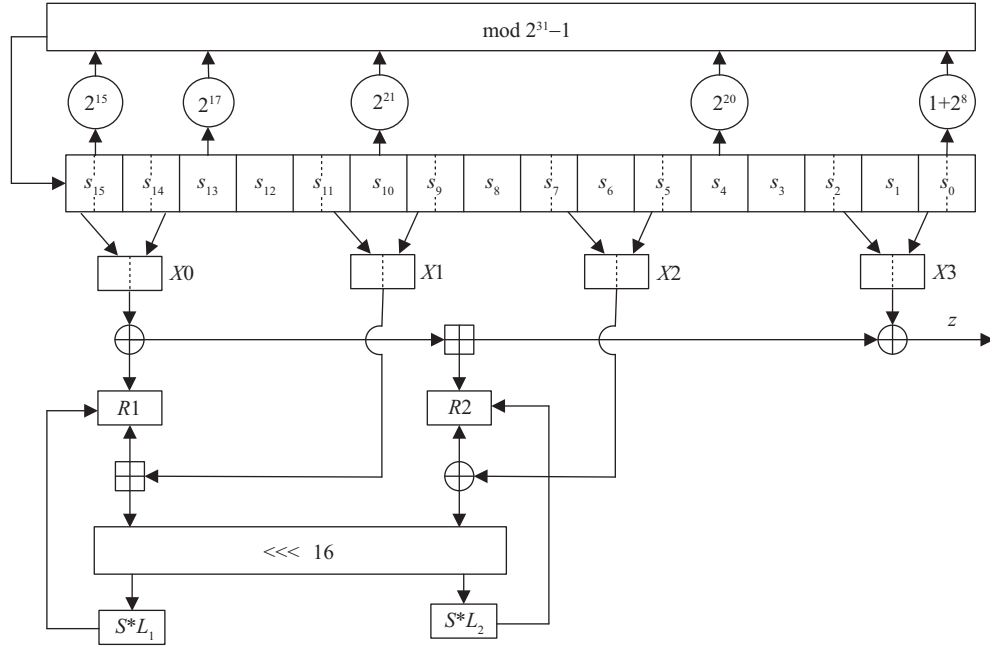 mod 2³¹−1
2¹⁵ 2¹⁷ 2²¹ 2²⁰ 1+2⁸
s₁₅ s₁₄ s₁₃ s₁₂ s₁₁ s₁₀ s₉ s₈ s₇ s₆ s₅ s₄ s₃ s₂ s₁ s₀
X0 X1 X2 X3
z
R1 R2
<<< 16
S*L₁ S*L₂